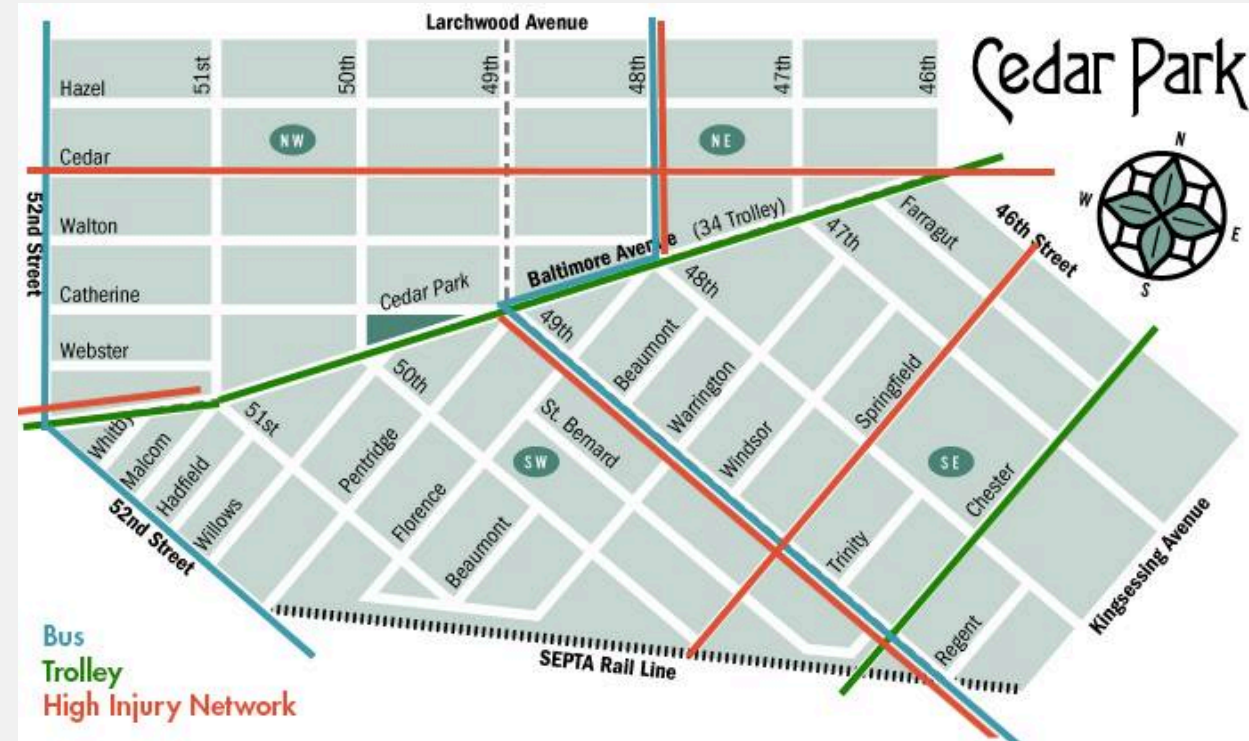 Larchwood Avenue
Cedar Park
Hazel
51st
50th
49th
48th
47th
46th
NW
NE
N
W
E
S
Cedar
52nd Street
Walton
Farragut
46th Street
(34 Trolley)
47th
Baltimore Avenue
Catherine
Cedar Park
48th
Webster
49th
Beaumont
50th
Warrington
Springfield
51st
St. Bernard
Whitby
Malcom
Hadfield
Willows
Pentridge
Florence
Beaumont
SW
Windsor
SE
Chester
52nd Street
Trinity
Kingsessing Avenue
Regent
SEPTA Rail Line
Bus
Trolley
High Injury Network